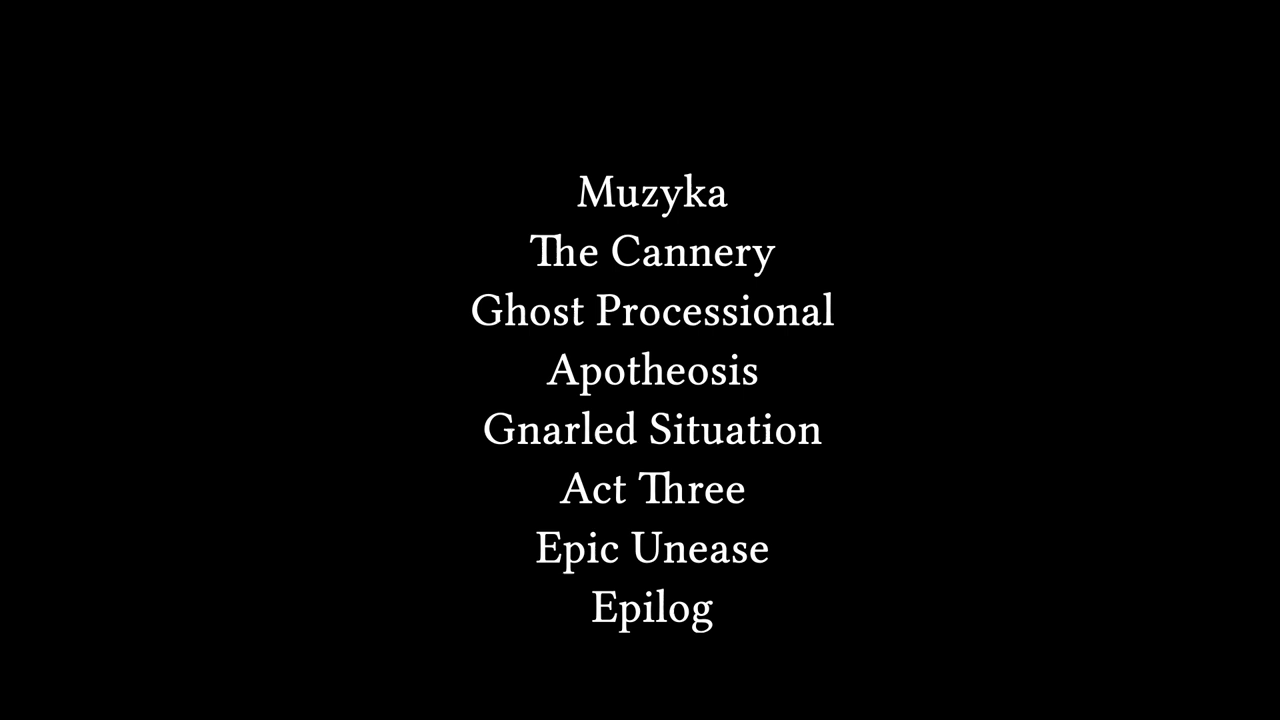 Muzyka
The Cannery
Ghost Processional
Apotheosis
Gnarled Situation
Act Three
Epic Unease
Epilog